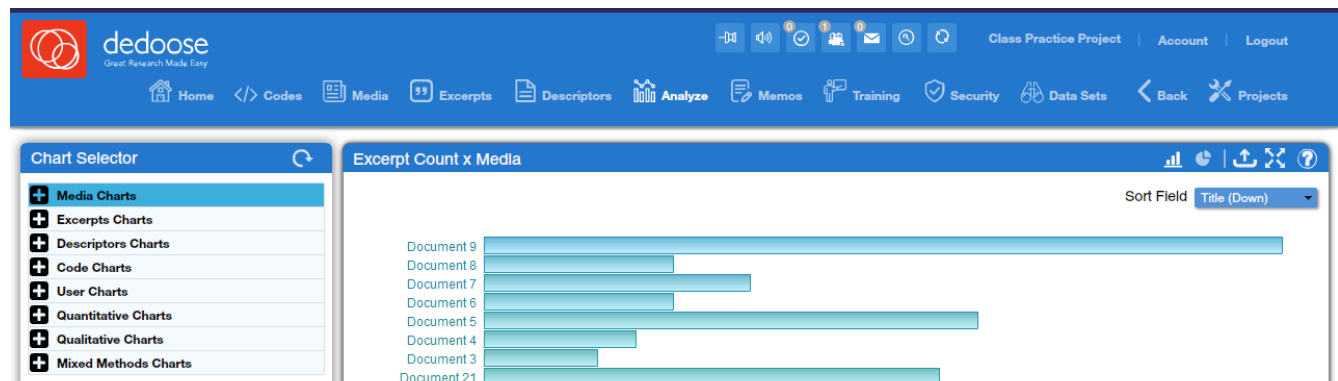 dedoose
Great Research Made Easy
0 1 0
Class Practice Project | Account | Logout
Home </> Codes Media Excerpts Descriptors Analyze Memos Training Security Data Sets Back Projects
Chart Selector
Media Charts
Excerpts Charts
Descriptors Charts
Code Charts
User Charts
Quantitative Charts
Qualitative Charts
Mixed Methods Charts
Excerpt Count x Media
Sort Field Title (Down)
Document 9
Document 8
Document 7
Document 6
Document 5
Document 4
Document 3
Document 21